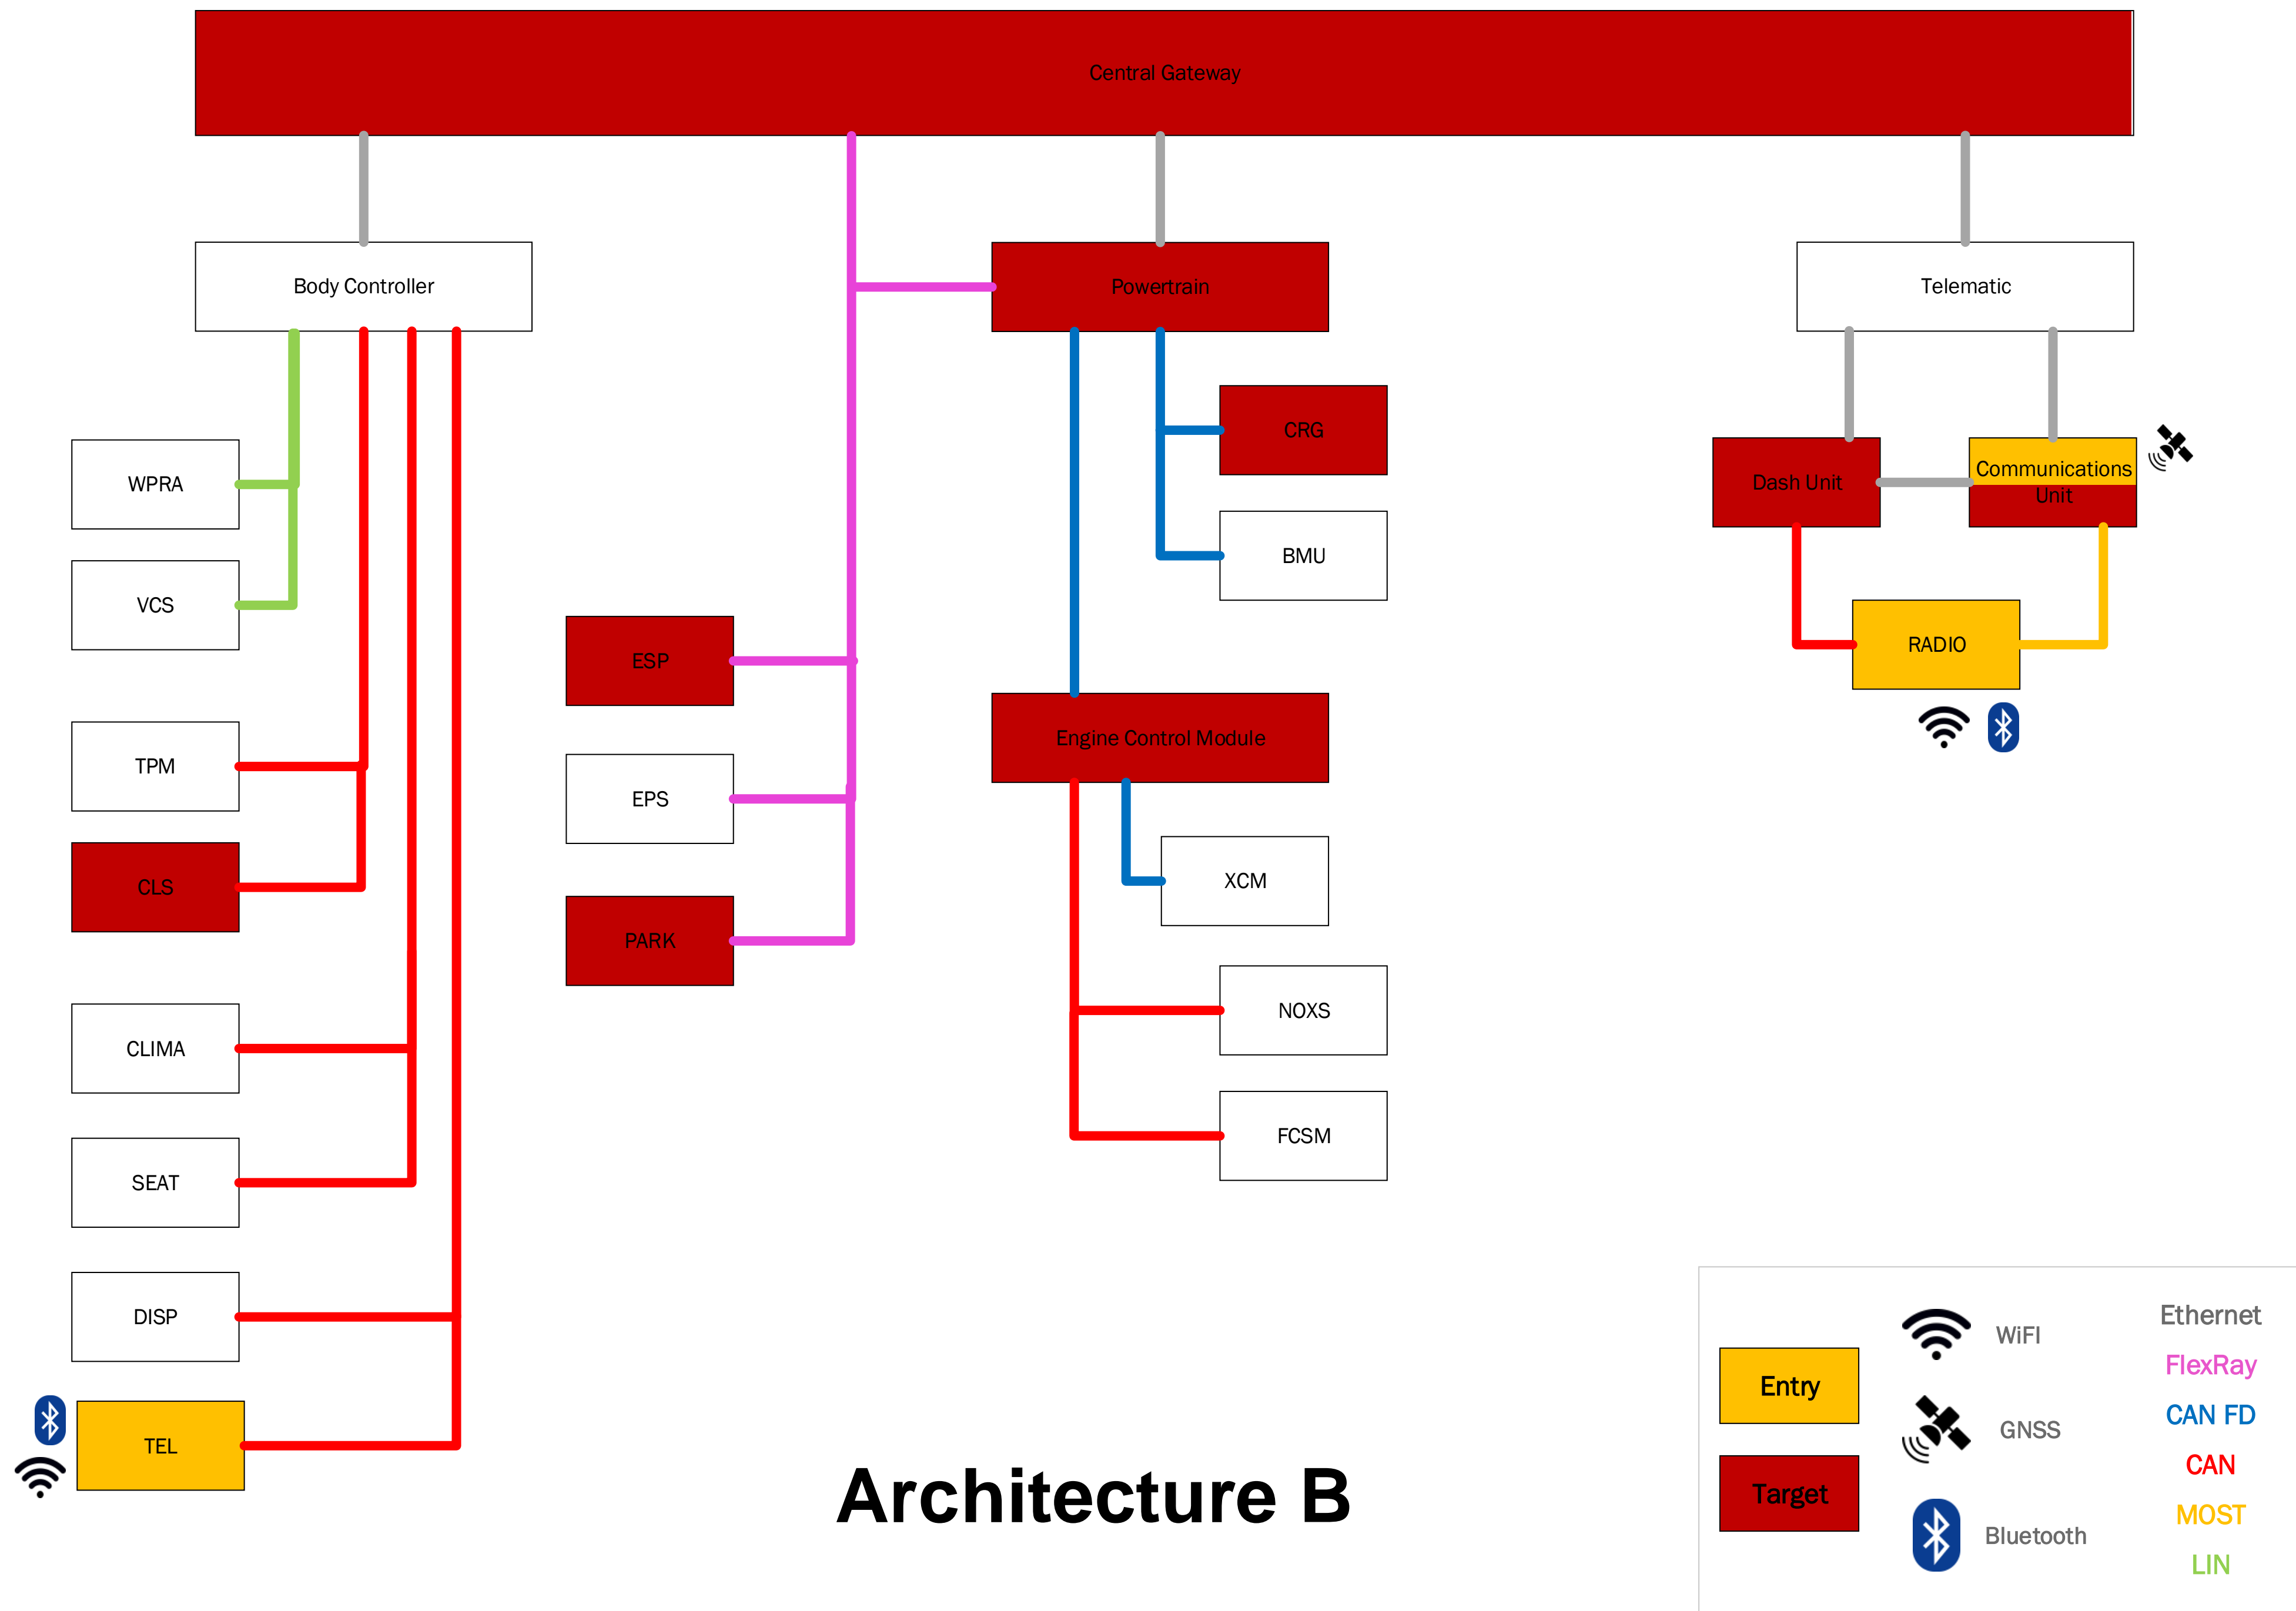 Central Gateway
Body Controller
Powertrain
Telematic
CRG
Dash Unit
Communications
Unit
WPRA
BMU
VCS
RADIO
ESP
Engine Control Module
TPM
EPS
CLS
XCM
PARK
NOXS
CLIMA
FCSM
SEAT
DISP
TEL
Architecture B
Entry
Target
WiFI
GNSS
Bluetooth
Ethernet
FlexRay
CAN FD
CAN
MOST
LIN